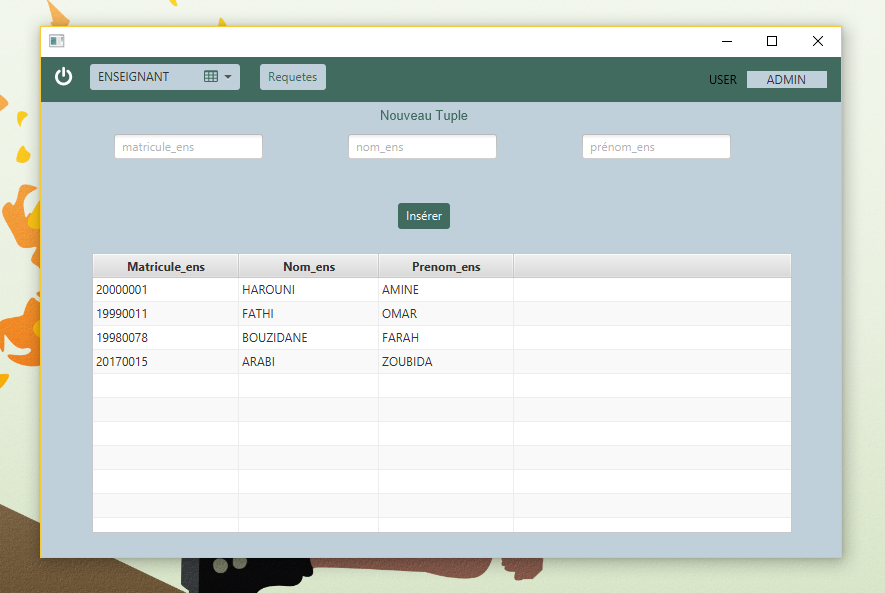 ENSEIGNANT Requetes USER ADMIN
Nouveau Tuple
matricule_ens nom_ens prénom_ens
Insérer
Matricule_ens Nom_ens Prenom_ens
20000001 HAROUNI AMINE
19990011 FATHI OMAR
19980078 BOUZIDANE FARAH
20170015 ARABI ZOUBIDA